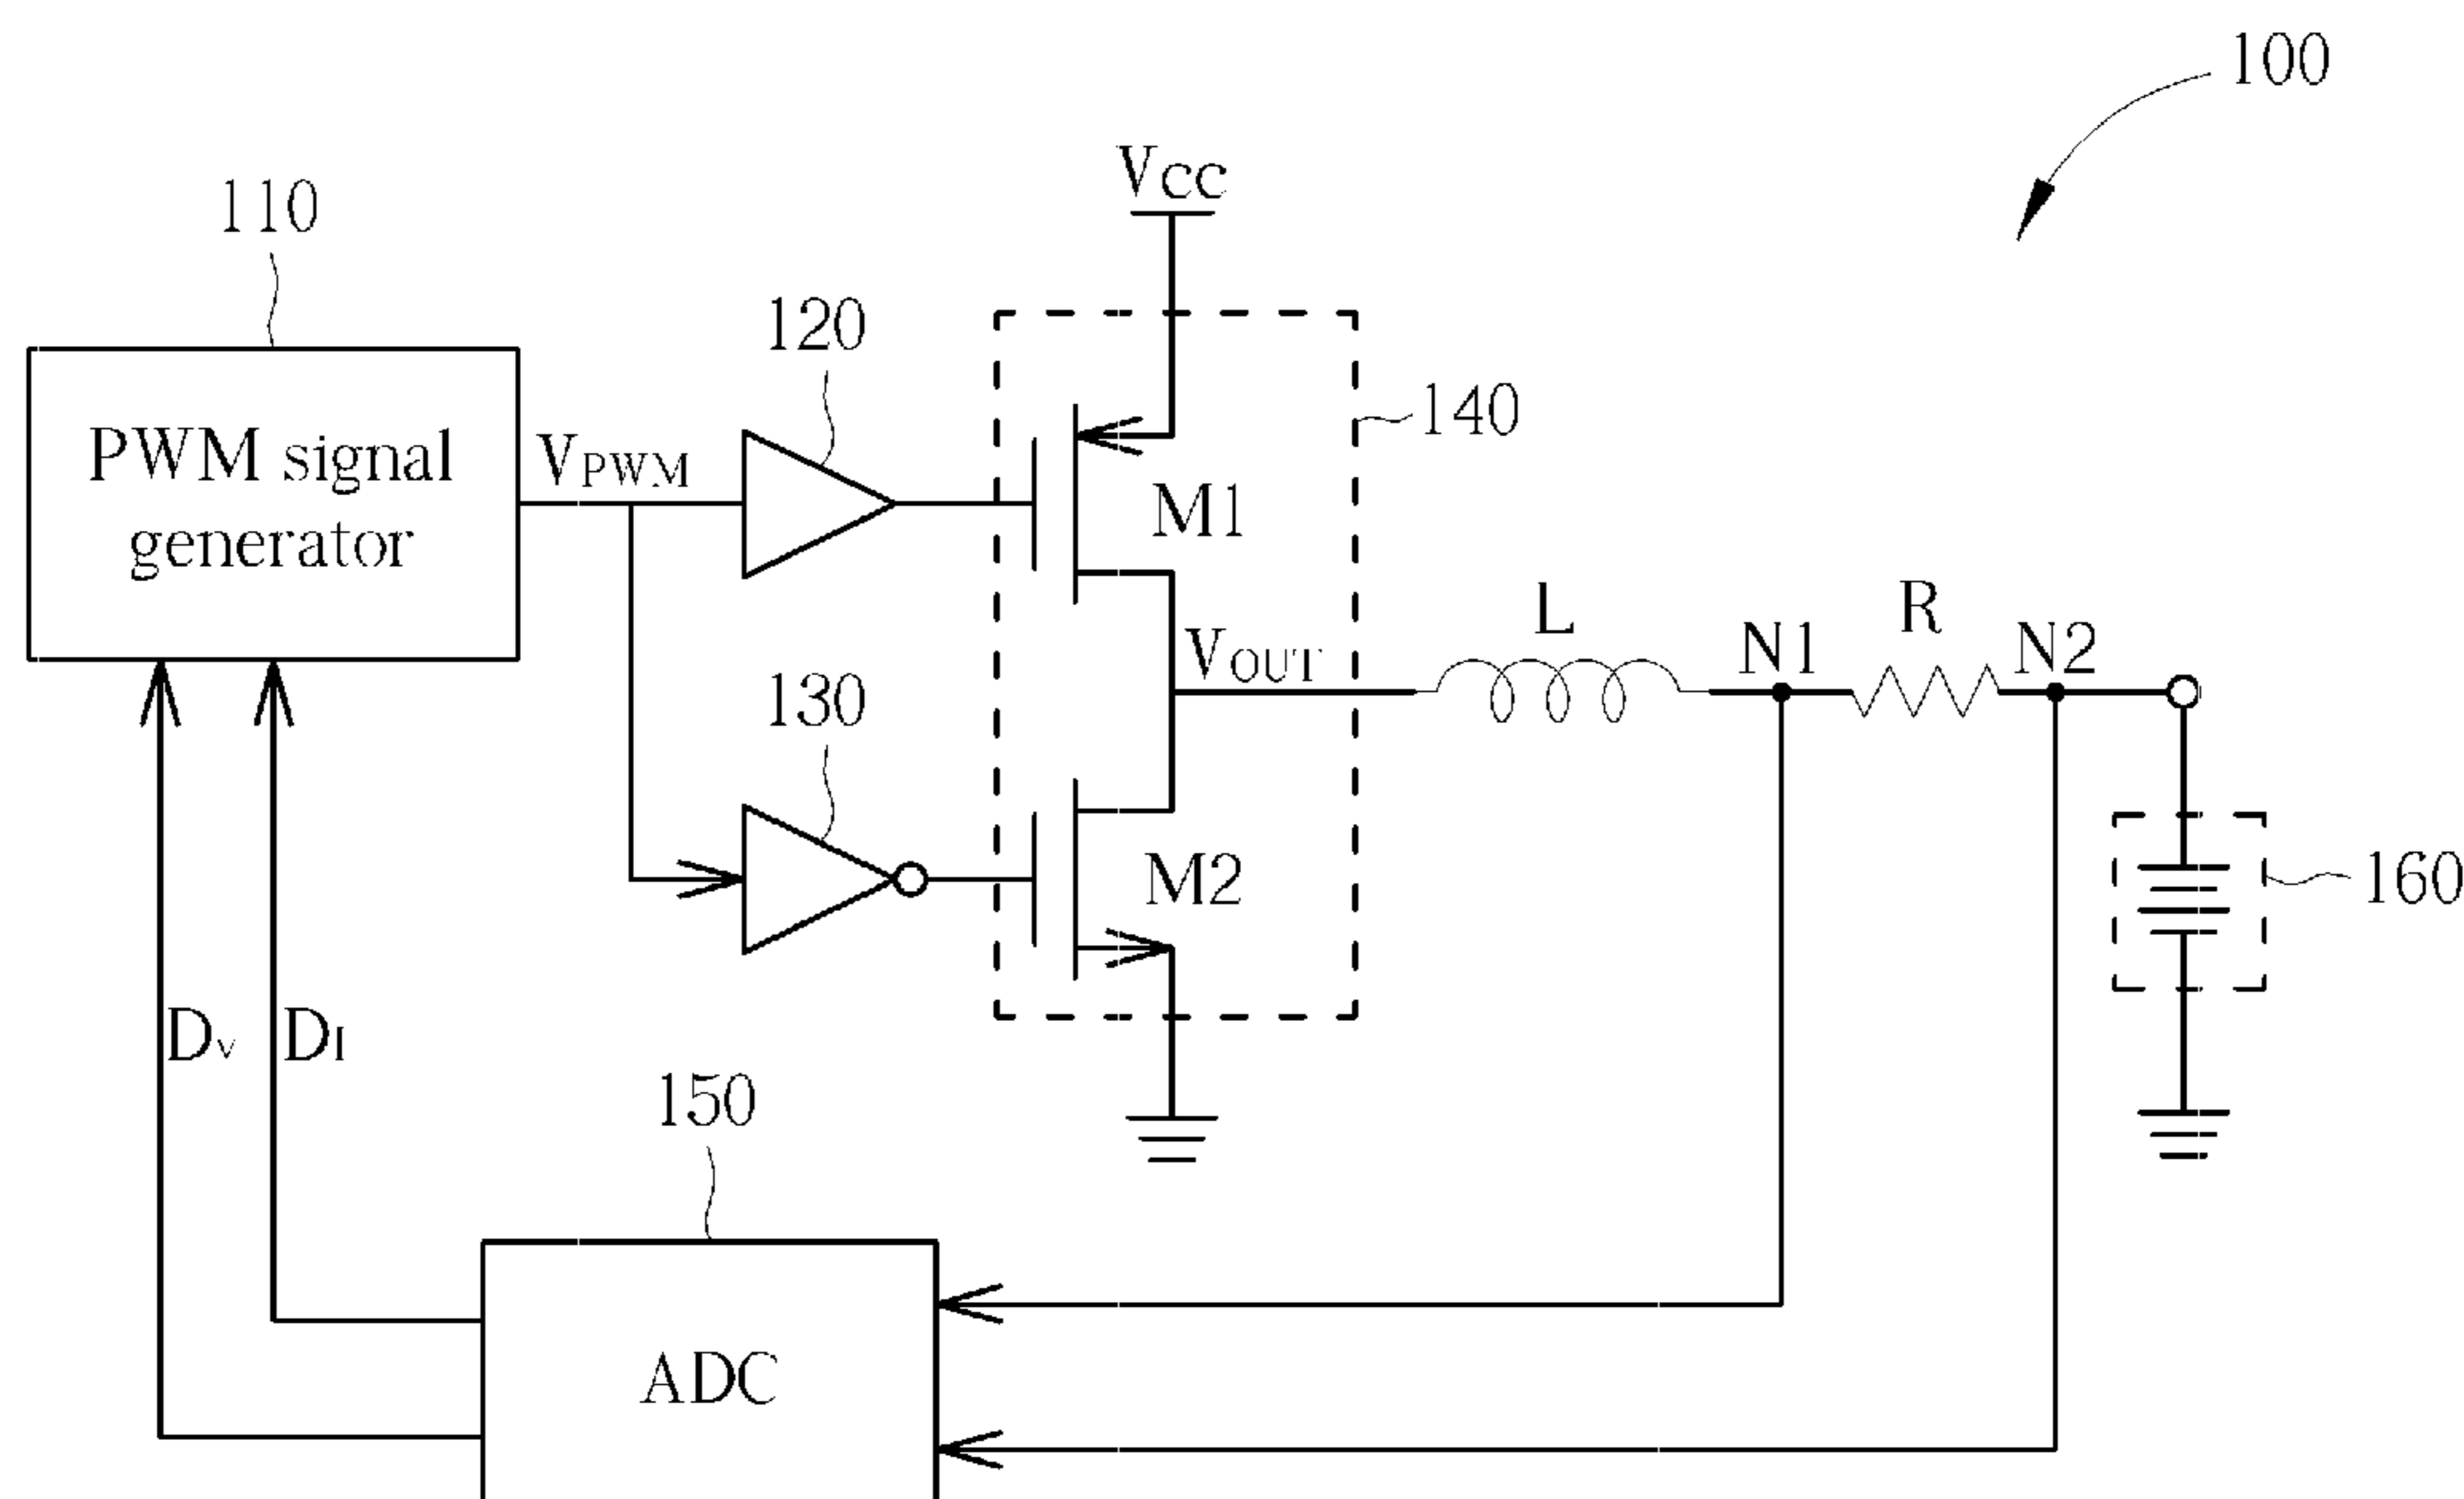 100
VCC
110
120
140
PWM signal
generator
VPWM
M1
L
R
N1
N2
VOUT
130
M2
160
DV
DI
150
ADC